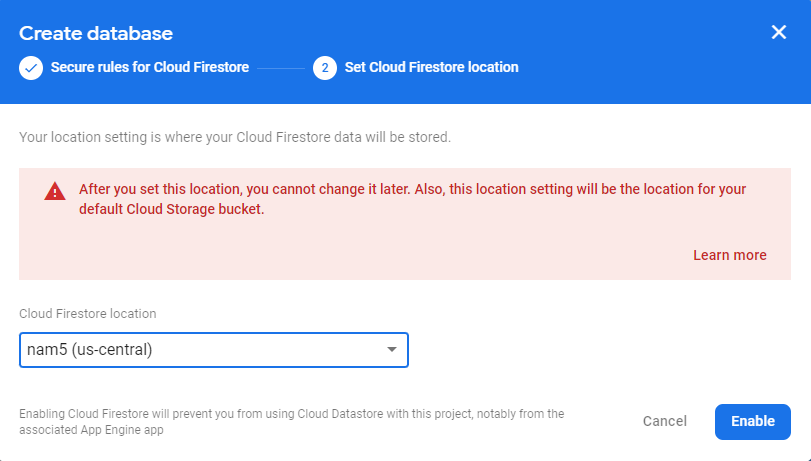 Create database
Secure rules for Cloud Firestore
2 Set Cloud Firestore location
Your location setting is where your Cloud Firestore data will be stored.
After you set this location, you cannot change it later. Also, this location setting will be the location for your
default Cloud Storage bucket.
Learn more
Cloud Firestore location
nam5 (us-central)
Enabling Cloud Firestore will prevent you from using Cloud Datastore with this project, notably from the
associated App Engine app
Cancel
Enable